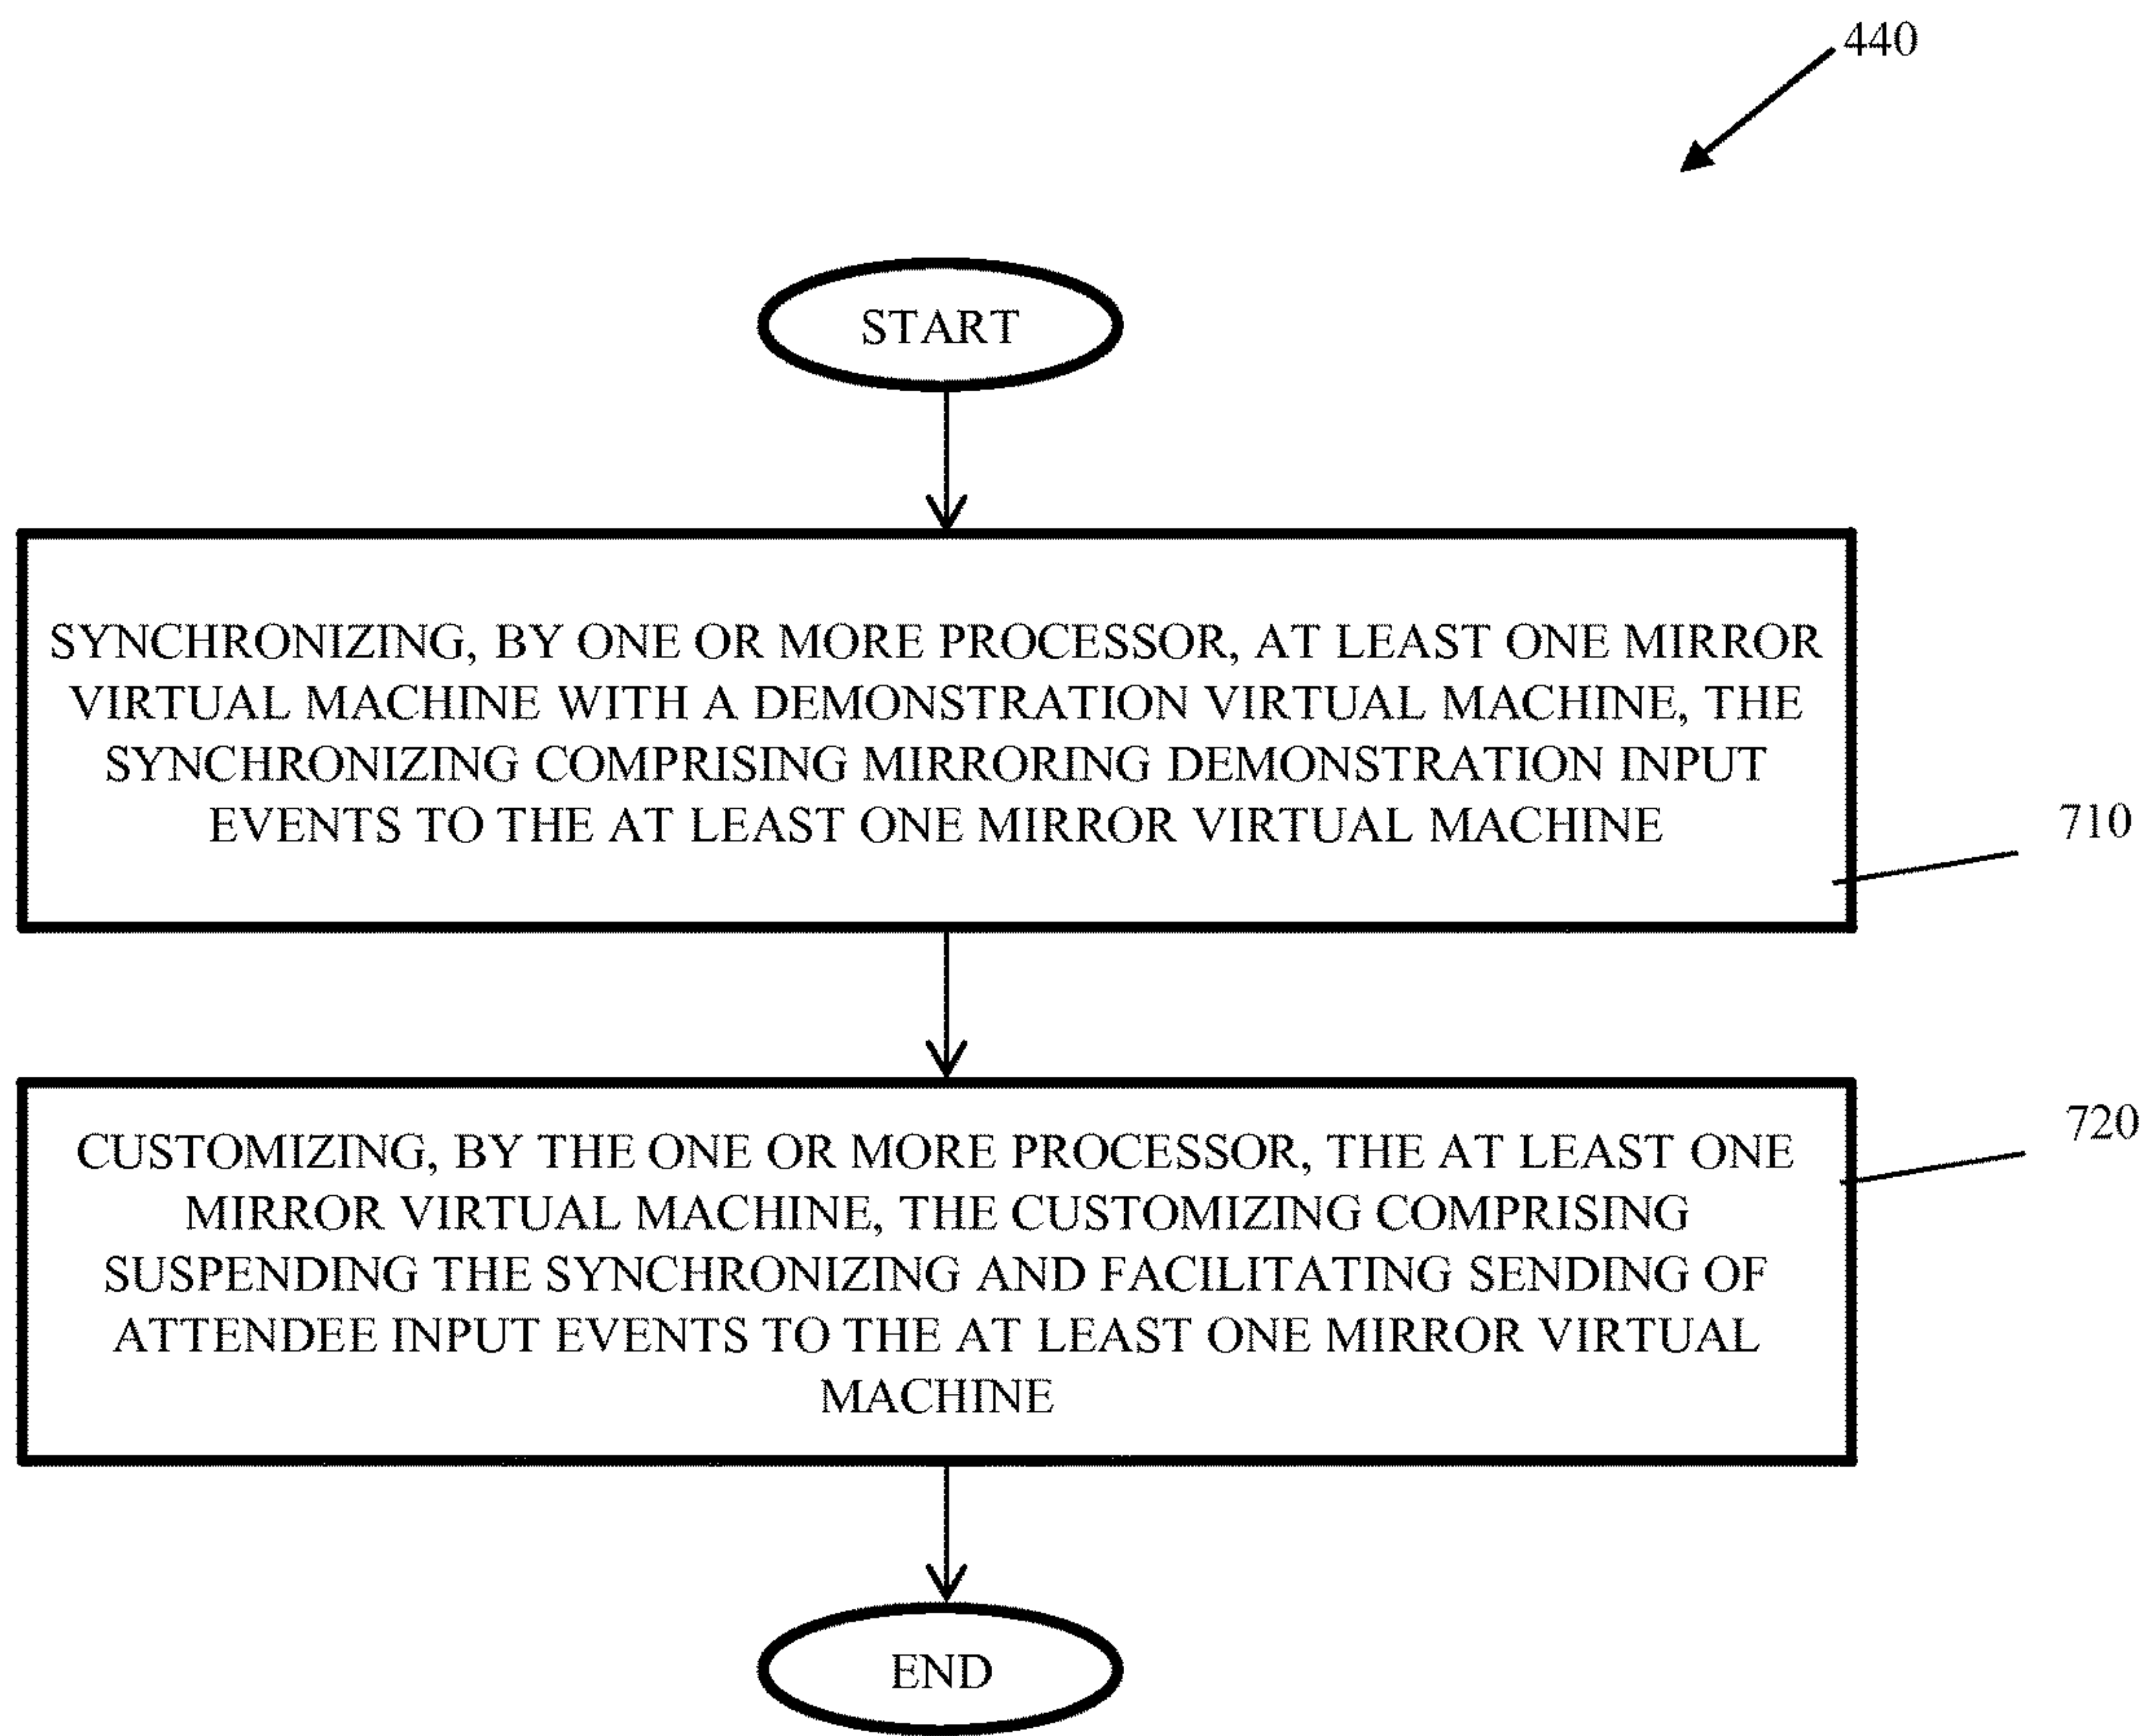 440
START
SYNCHRONIZING, BY ONE OR MORE PROCESSOR, AT LEAST ONE MIRROR
VIRTUAL MACHINE WITH A DEMONSTRATION VIRTUAL MACHINE, THE
SYNCHRONIZING COMPRISING MIRRORING DEMONSTRATION INPUT
EVENTS TO THE AT LEAST ONE MIRROR VIRTUAL MACHINE
710
CUSTOMIZING, BY THE ONE OR MORE PROCESSOR, THE AT LEAST ONE
MIRROR VIRTUAL MACHINE, THE CUSTOMIZING COMPRISING
SUSPENDING THE SYNCHRONIZING AND FACILITATING SENDING OF
ATTENDEE INPUT EVENTS TO THE AT LEAST ONE MIRROR VIRTUAL
MACHINE
720
END